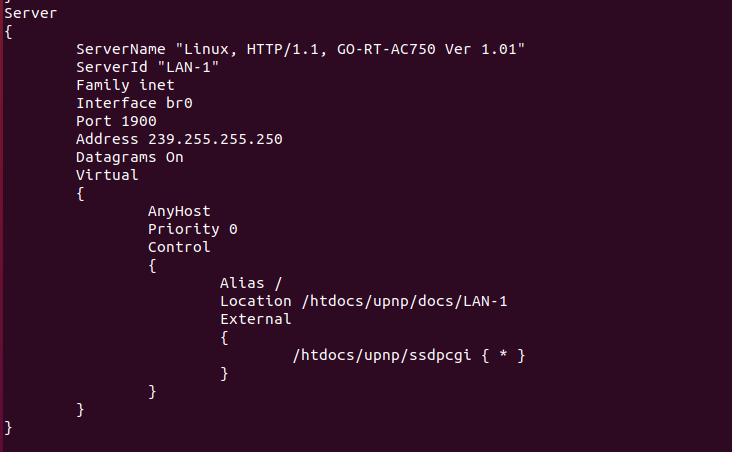 Server
{
ServerName "Linux, HTTP/1.1, GO-RT-AC750 Ver 1.01"
ServerId "LAN-1"
Family inet
Interface br0
Port 1900
Address 239.255.255.250
Datagrams On
Virtual
{
AnyHost
Priority 0
Control
{
Alias /
Location /htdocs/upnp/docs/LAN-1
External
{
/htdocs/upnp/ssdpcgi { * }
}
}
}
}